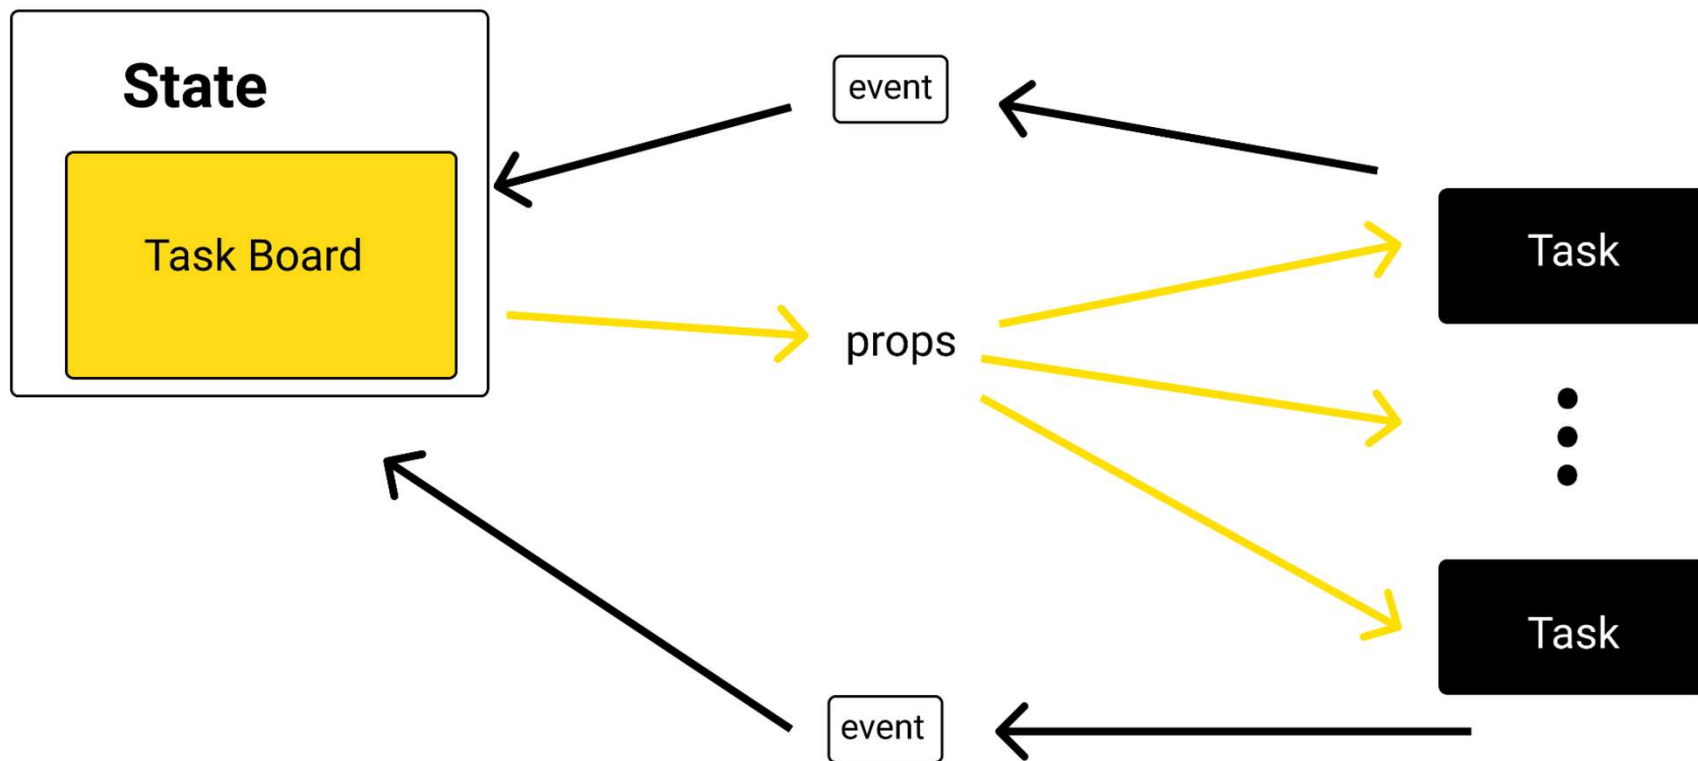 State
event
Task Board
Task
props
Task
event